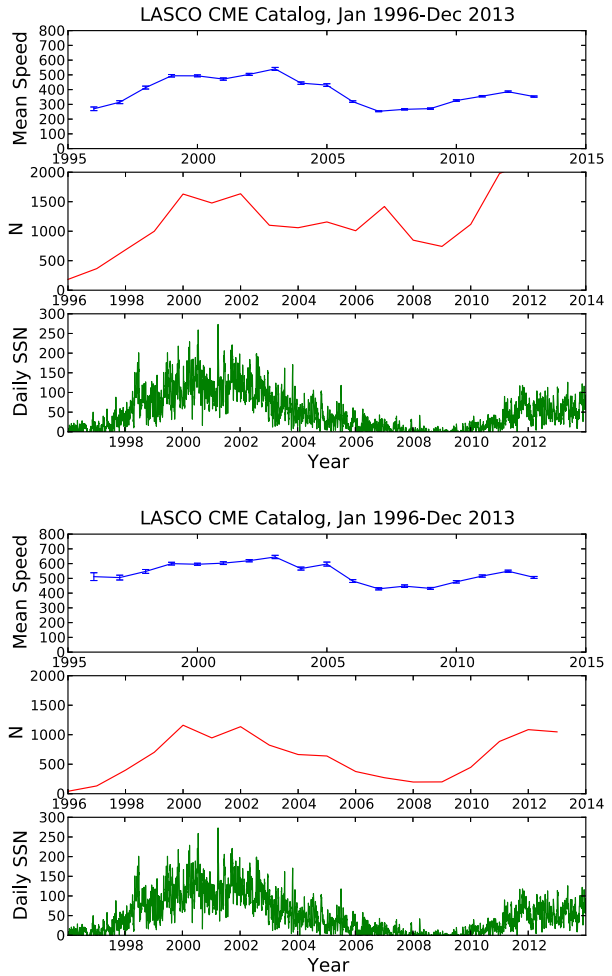 LASCO CME Catalog, Jan 1996-Dec 2013
800
700
600
500
400
300
200
100
0
Mean Speed
1995 2000 2005 2010 2015
2000
1500
1000
500
0
N
1996 1998 2000 2002 2004 2006 2008 2010 2012 2014
300
250
200
150
100
50
0
Daily SSN
1998 2000 2002 2004 2006 2008 2010 2012
Year
LASCO CME Catalog, Jan 1996-Dec 2013
800
700
600
500
400
300
200
100
0
Mean Speed
1995 2000 2005 2010 2015
2000
1500
1000
500
0
N
1996 1998 2000 2002 2004 2006 2008 2010 2012 2014
300
250
200
150
100
50
0
Daily SSN
1998 2000 2002 2004 2006 2008 2010 2012
Year